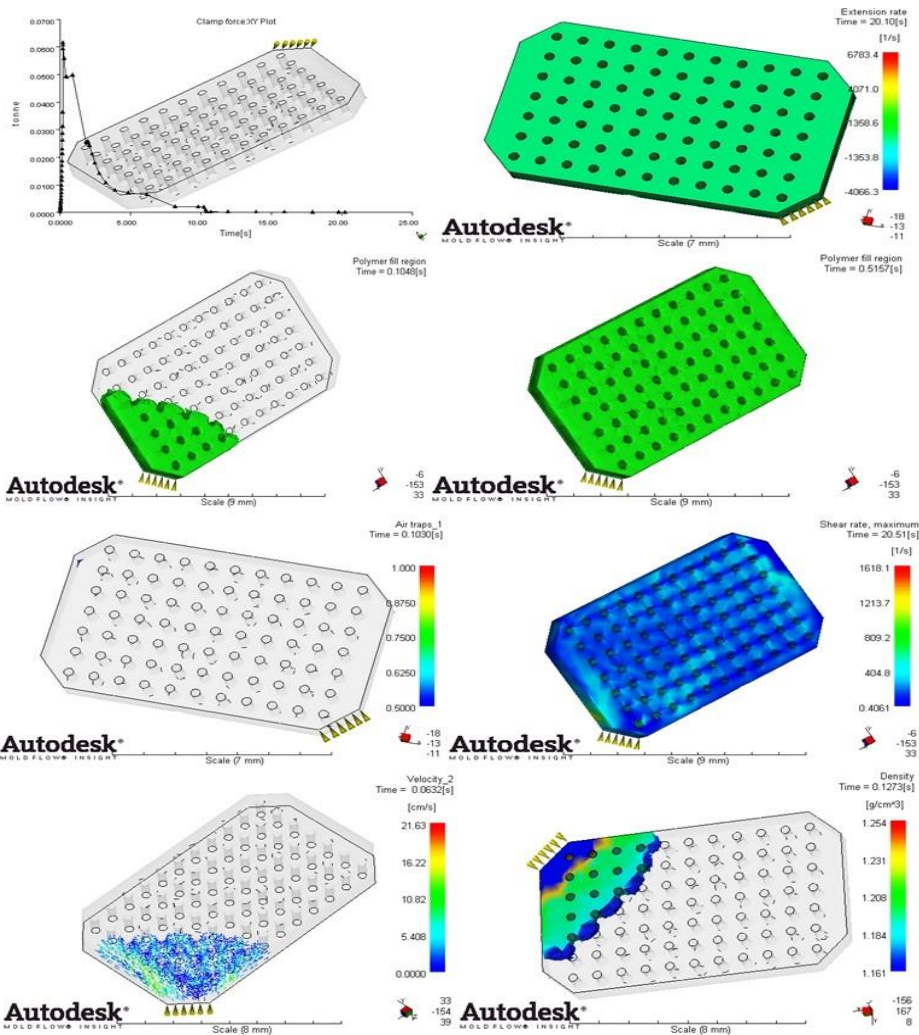 Clamp force:XY Plot
0.0700
0.0600
0.0500
0.0400
0.0300
0.0200
0.0100
0.0000
tonne
0.0000
5.000
10.00
15.00
20.00
25.00
Time[s]
Extension rate
Time = 20.10[s]
[1/s]
6783.4
4071.0
1358.6
-1353.8
-4066.3
Autodesk®
MOLDFLOW® INSIGHT
Scale (7 mm)
-18
-13
-11
Polymer fill region
Time = 0.1048[s]
Autodesk®
MOLDFLOW® INSIGHT
Scale (9 mm)
-6
-153
33
Polymer fill region
Time = 0.5157[s]
Autodesk®
MOLDFLOW® INSIGHT
Scale (9 mm)
-6
-153
33
Air traps_1
Time = 0.1030[s]
1.000
0.8750
0.7500
0.6250
0.5000
Autodesk®
MOLDFLOW® INSIGHT
Scale (7 mm)
-18
-13
-11
Shear rate, maximum
Time = 20.51[s]
[1/s]
1618.1
1213.7
809.2
404.8
0.4061
Autodesk®
MOLDFLOW® INSIGHT
Scale (9 mm)
-6
-153
33
Velocity_2
Time = 0.0632[s]
[cm/s]
21.63
16.22
10.82
5.408
0.0000
Autodesk®
MOLDFLOW® INSIGHT
Scale (8 mm)
33
-154
39
Density
Time = 0.1273[s]
[g/cm^3]
1.254
1.231
1.208
1.184
1.161
Autodesk®
MOLDFLOW® INSIGHT
Scale (8 mm)
-156
167
8